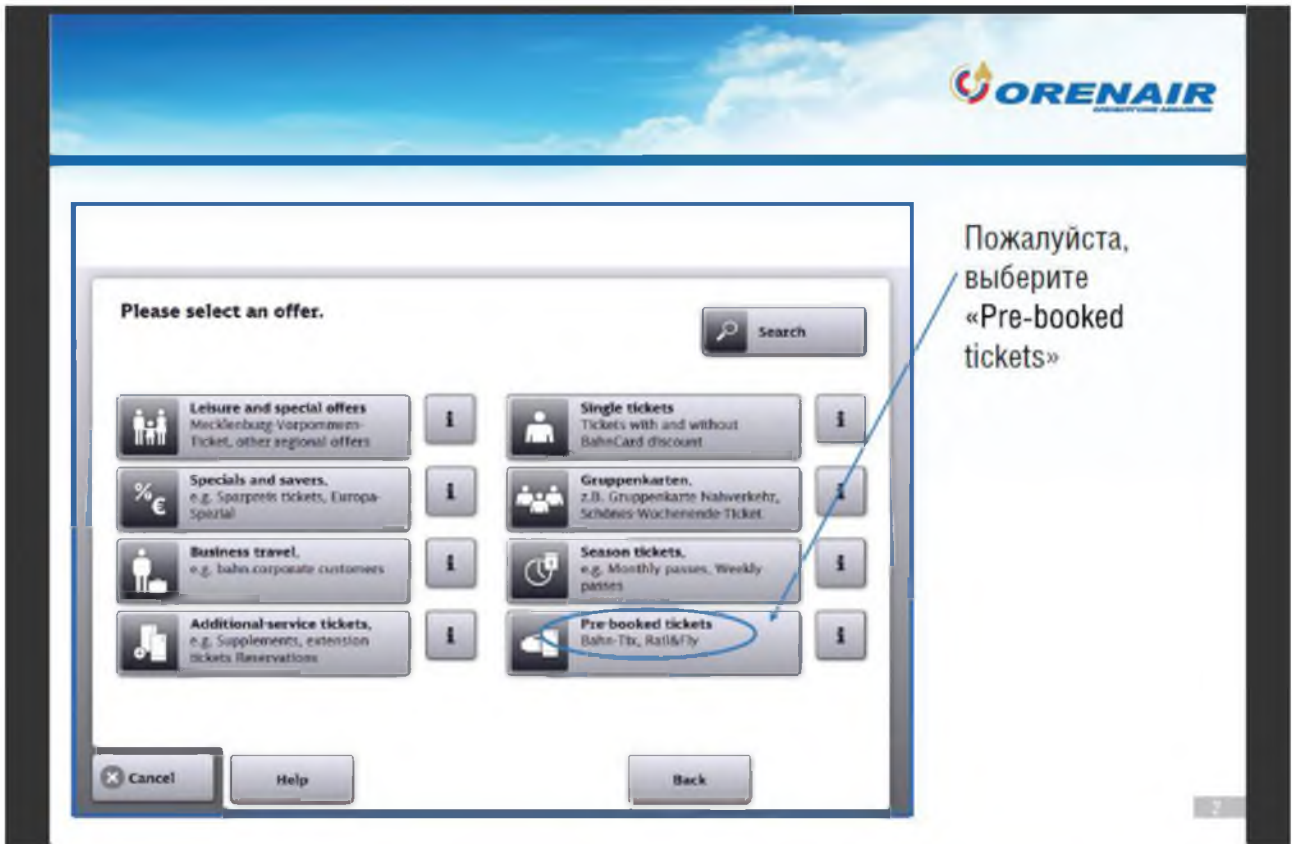 ORENAIR
Пожалуйста,
выберите
«Pre-booked
tickets»
Please select an offer.
Search
Leisure and special offers
Mecklenburg-Vorpommern-
Ticket, other regional offers
i
Single tickets
Tickets with and without
BahnCard discount
i
Specials and savers,
e.g. Sparpreis tickets, Europa-
Spezial
i
Gruppenkarten,
z.B. Gruppenkarte Nahverkehr,
Schönes-Wochenende-Ticket
i
Business travel,
e.g. bahn.corporate customers
i
Season tickets,
e.g. Monthly passes, Weekly
passes
i
Additional service tickets,
e.g. Supplements, extension
tickets Reservations
i
Pre-booked tickets
Bahn-Tix, Rail&Fly
i
Cancel
Help
Back
2